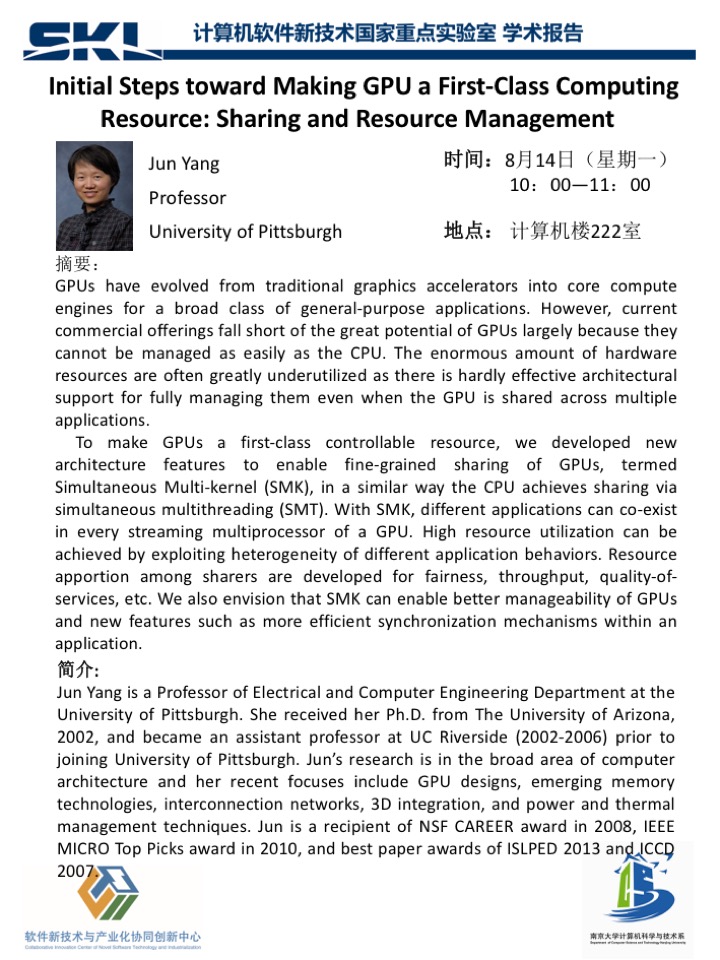 SKL 计算机软件新技术国家重点实验室 学术报告
Initial Steps toward Making GPU a First-Class Computing
Resource: Sharing and Resource Management
Jun Yang
Professor
University of Pittsburgh
时间：8月14日（星期一）
10：00—11：00
地点： 计算机楼222室
摘要：
GPUs have evolved from traditional graphics accelerators into core compute
engines for a broad class of general-purpose applications. However, current
commercial offerings fall short of the great potential of GPUs largely because they
cannot be managed as easily as the CPU. The enormous amount of hardware
resources are often greatly underutilized as there is hardly effective architectural
support for fully managing them even when the GPU is shared across multiple
applications.
To make GPUs a first-class controllable resource, we developed new
architecture features to enable fine-grained sharing of GPUs, termed
Simultaneous Multi-kernel (SMK), in a similar way the CPU achieves sharing via
simultaneous multithreading (SMT). With SMK, different applications can co-exist
in every streaming multiprocessor of a GPU. High resource utilization can be
achieved by exploiting heterogeneity of different application behaviors. Resource
apportion among sharers are developed for fairness, throughput, quality-of-
services, etc. We also envision that SMK can enable better manageability of GPUs
and new features such as more efficient synchronization mechanisms within an
application.
简介:
Jun Yang is a Professor of Electrical and Computer Engineering Department at the
University of Pittsburgh. She received her Ph.D. from The University of Arizona,
2002, and became an assistant professor at UC Riverside (2002-2006) prior to
joining University of Pittsburgh. Jun's research is in the broad area of computer
architecture and her recent focuses include GPU designs, emerging memory
technologies, interconnection networks, 3D integration, and power and thermal
management techniques. Jun is a recipient of NSF CAREER award in 2008, IEEE
MICRO Top Picks award in 2010, and best paper awards of ISLPED 2013 and ICCD
2007.
软件新技术与产业化协同创新中心
Collaborative Innovation Center of Novel Software Technology and Industrialization
南京大学计算机科学与技术系
Department of Computer Science and Technology Nanjing University